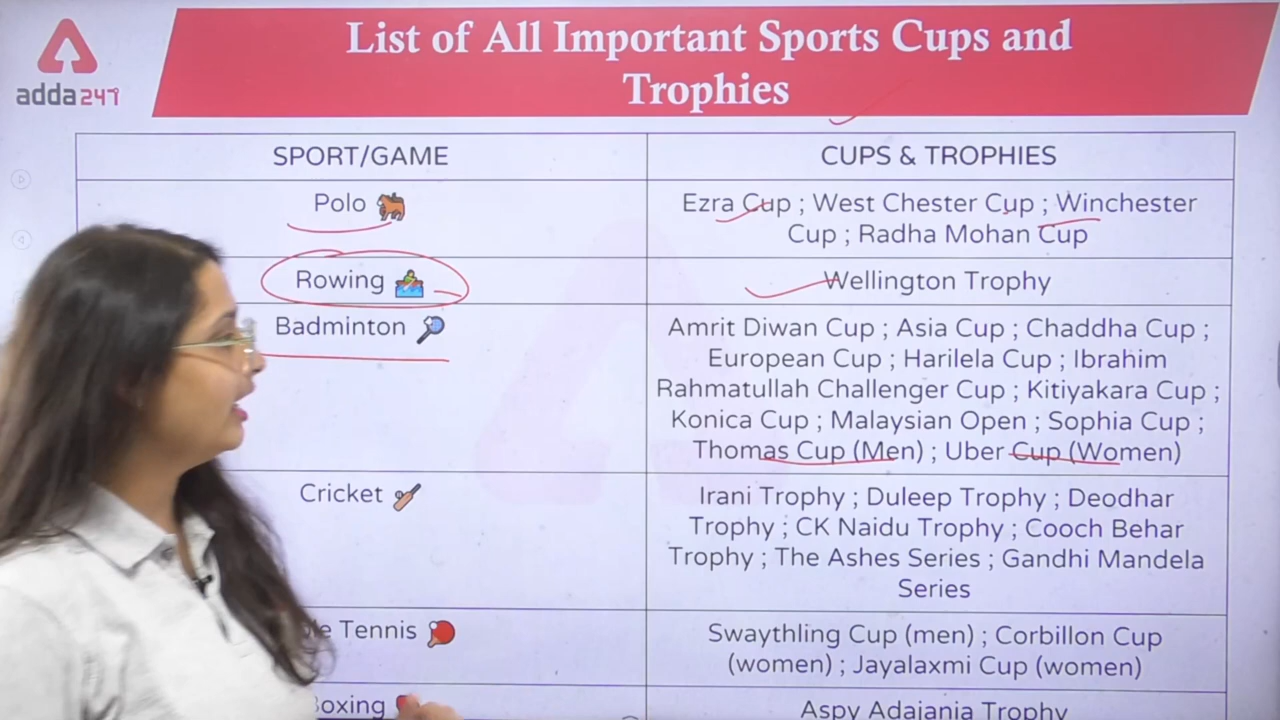 List of All Important Sports Cups and
Trophies
adda247
SPORT/GAME
CUPS & TROPHIES
Polo
Ezra Cup ; West Chester Cup ; Winchester
Cup ; Radha Mohan Cup
Rowing
Wellington Trophy
Badminton
Amrit Diwan Cup ; Asia Cup ; Chaddha Cup ;
European Cup ; Harilela Cup ; Ibrahim
Rahmatullah Challenger Cup ; Kitiyakara Cup ;
Konica Cup ; Malaysian Open ; Sophia Cup ;
Thomas Cup (Men) ; Uber Cup (Women)
Cricket
Irani Trophy ; Duleep Trophy ; Deodhar
Trophy ; CK Naidu Trophy ; Cooch Behar
Trophy ; The Ashes Series ; Gandhi Mandela
Series
Tennis
Swaythling Cup (men) ; Corbillon Cup
(women) ; Jayalaxmi Cup (women)
oxing
Aspy Adajania Trophy